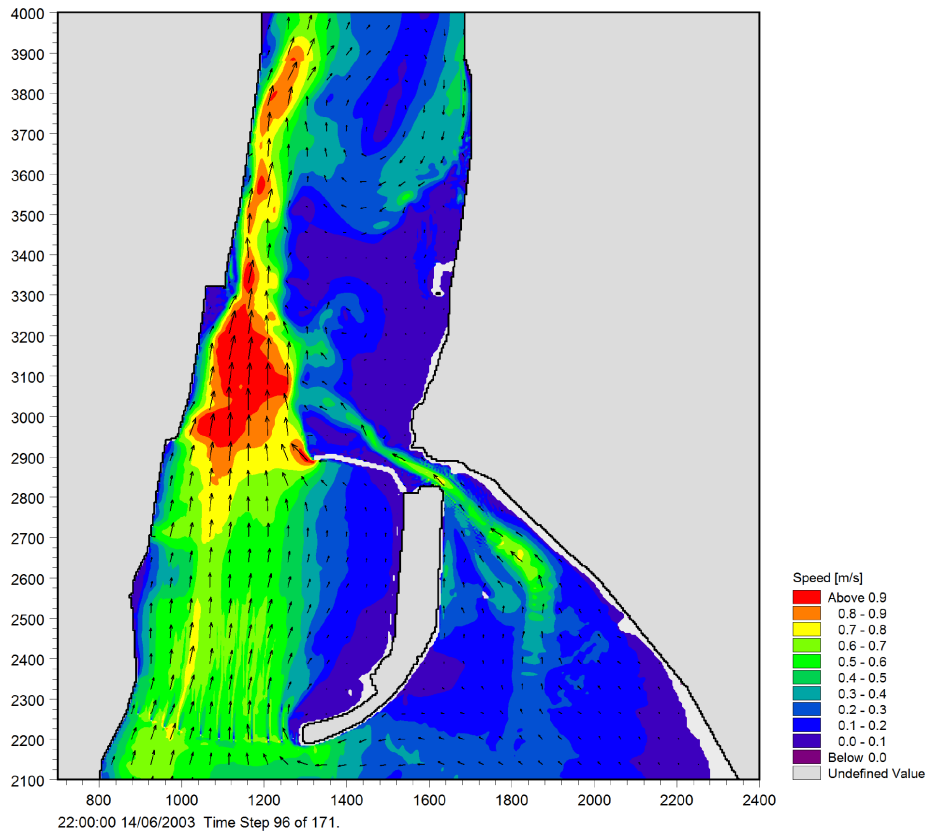 4000
3900
3800
3700
3600
3500
3400
3300
3200
3100
3000
2900
2800
2700
2600
2500
2400
2300
2200
2100
800 1000 1200 1400 1600 1800 2000 2200 2400
22:00:00 14/06/2003 Time Step 96 of 171.
Speed [m/s]
Above 0.9
0.8 - 0.9
0.7 - 0.8
0.6 - 0.7
0.5 - 0.6
0.4 - 0.5
0.3 - 0.4
0.2 - 0.3
0.1 - 0.2
0.0 - 0.1
Below 0.0
Undefined Value